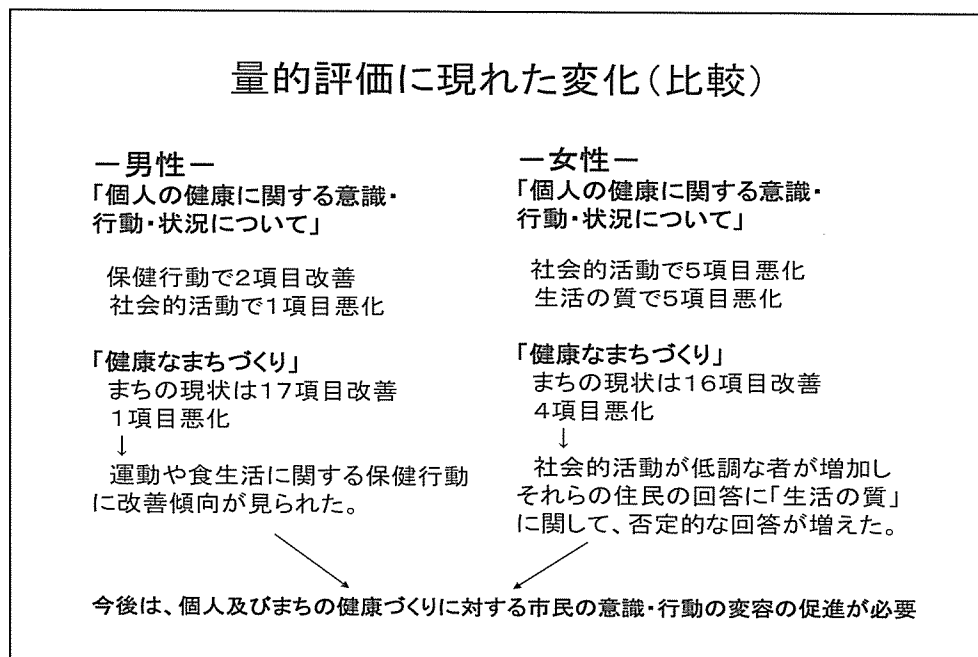 量的評価に現れた変化（比較）
－男性－
「個人の健康に関する意識・
行動・状況について」
保健行動で２項目改善
社会的活動で１項目悪化
「健康なまちづくり」
まちの現状は１７項目改善
１項目悪化
↓
運動や食生活に関する保健行動
に改善傾向が見られた。
－女性－
「個人の健康に関する意識・
行動・状況について」
社会的活動で５項目悪化
生活の質で５項目悪化
「健康なまちづくり」
まちの現状は１６項目改善
４項目悪化
↓
社会的活動が低調な者が増加し
それらの住民の回答に「生活の質」
に関して、否定的な回答が増えた。
今後は、個人及びまちの健康づくりに対する市民の意識・行動の変容の促進が必要